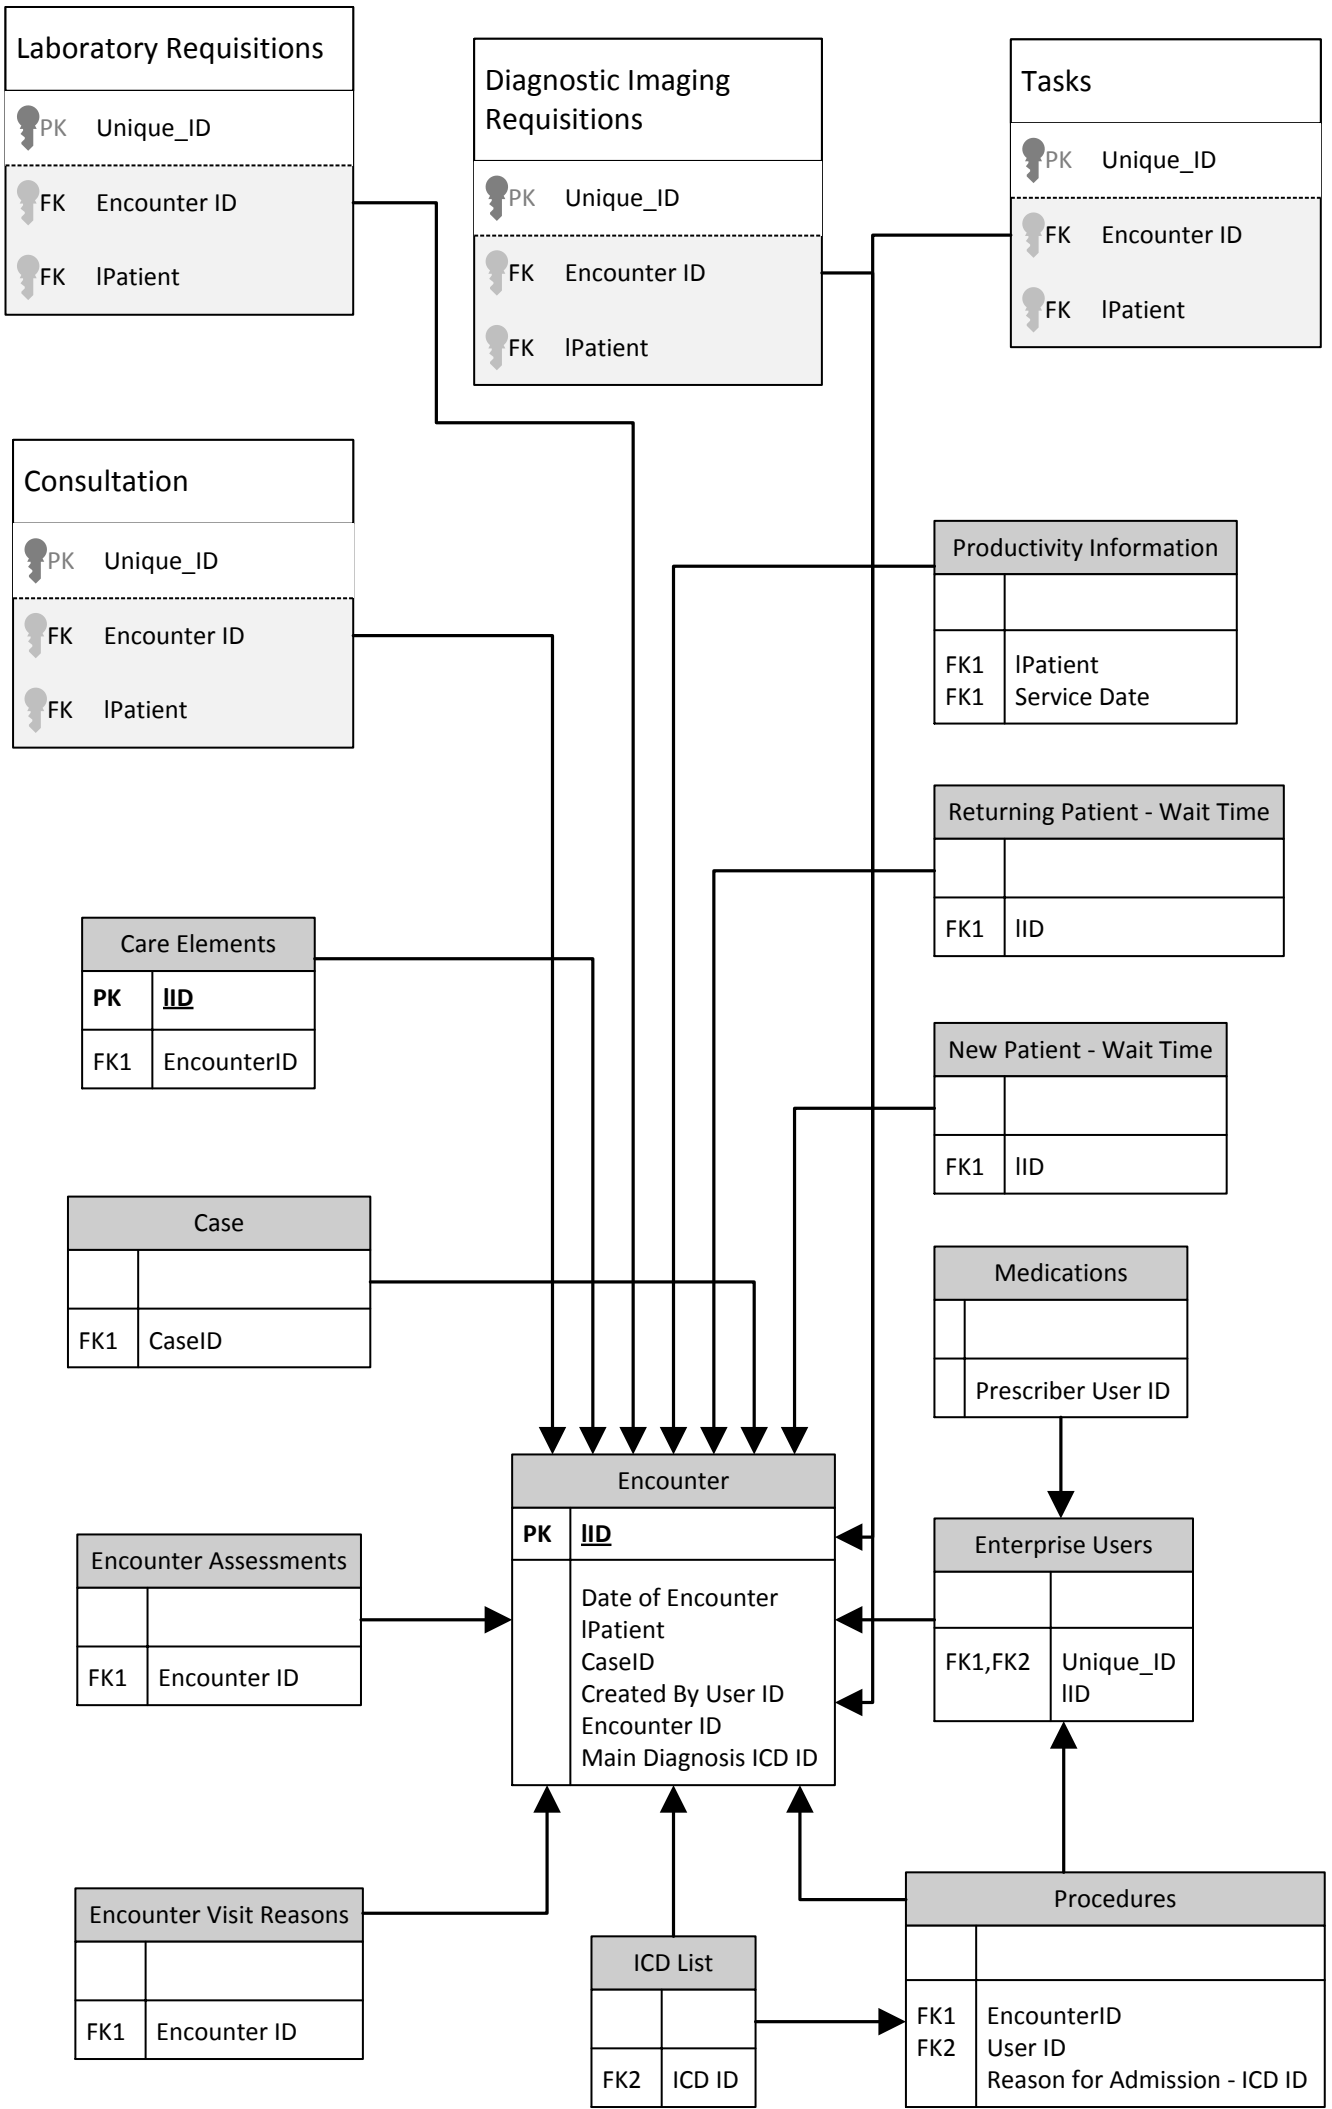 Laboratory Requisitions
PK Unique_ID
FK Encounter ID
FK lPatient
Diagnostic Imaging
Requisitions
PK Unique_ID
FK Encounter ID
FK lPatient
Tasks
PK Unique_ID
FK Encounter ID
FK lPatient
Consultation
PK Unique_ID
FK Encounter ID
FK lPatient
Productivity Information
FK1 lPatient
FK1 Service Date
Returning Patient - Wait Time
FK1 lID
Care Elements
PK lID
FK1 EncounterID
New Patient - Wait Time
FK1 lID
Case
FK1 CaseID
Medications
Prescriber User ID
Encounter
PK lID
Date of Encounter
lPatient
CaseID
Created By User ID
Encounter ID
Main Diagnosis ICD ID
Encounter Assessments
FK1 Encounter ID
Enterprise Users
FK1,FK2 Unique_ID
lID
Encounter Visit Reasons
FK1 Encounter ID
ICD List
FK2 ICD ID
Procedures
FK1 EncounterID
FK2 User ID
Reason for Admission - ICD ID